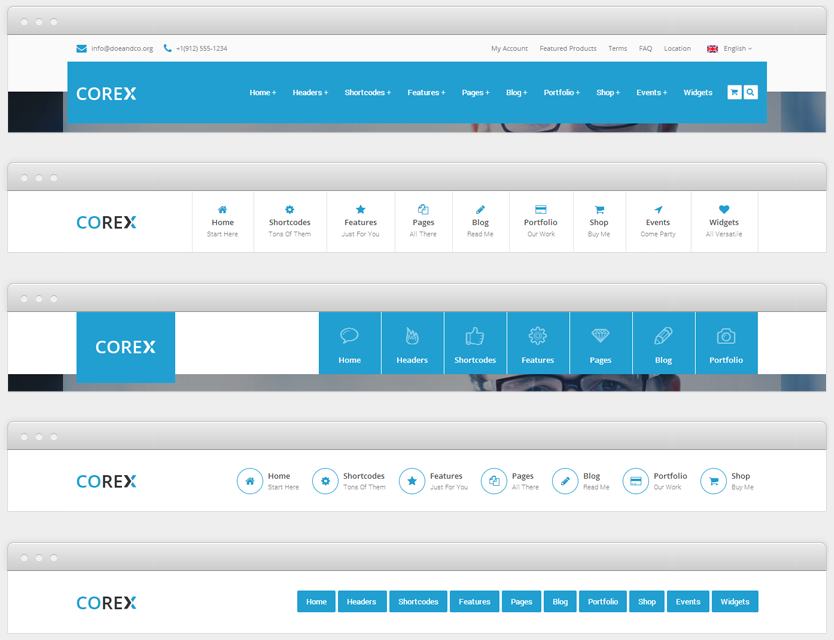 info@doeandco.org +1(912) 555-1234 My Account Featured Products Terms FAQ Location English
COREX Home + Headers + Shortcodes + Features + Pages + Blog + Portfolio + Shop + Events + Widgets
COREX Home Shortcodes Features Pages Blog Portfolio Shop Events Widgets
Start Here Tons Of Them Just For You All There Read Me Our Work Buy Me Come Party All Versatile
COREX
Home Headers Shortcodes Features Pages Blog Portfolio
COREX Home Shortcodes Features Pages Blog Portfolio Shop
Start Here Tons Of Them Just For You All There Read Me Our Work Buy Me
COREX Home Headers Shortcodes Features Pages Blog Portfolio Shop Events Widgets